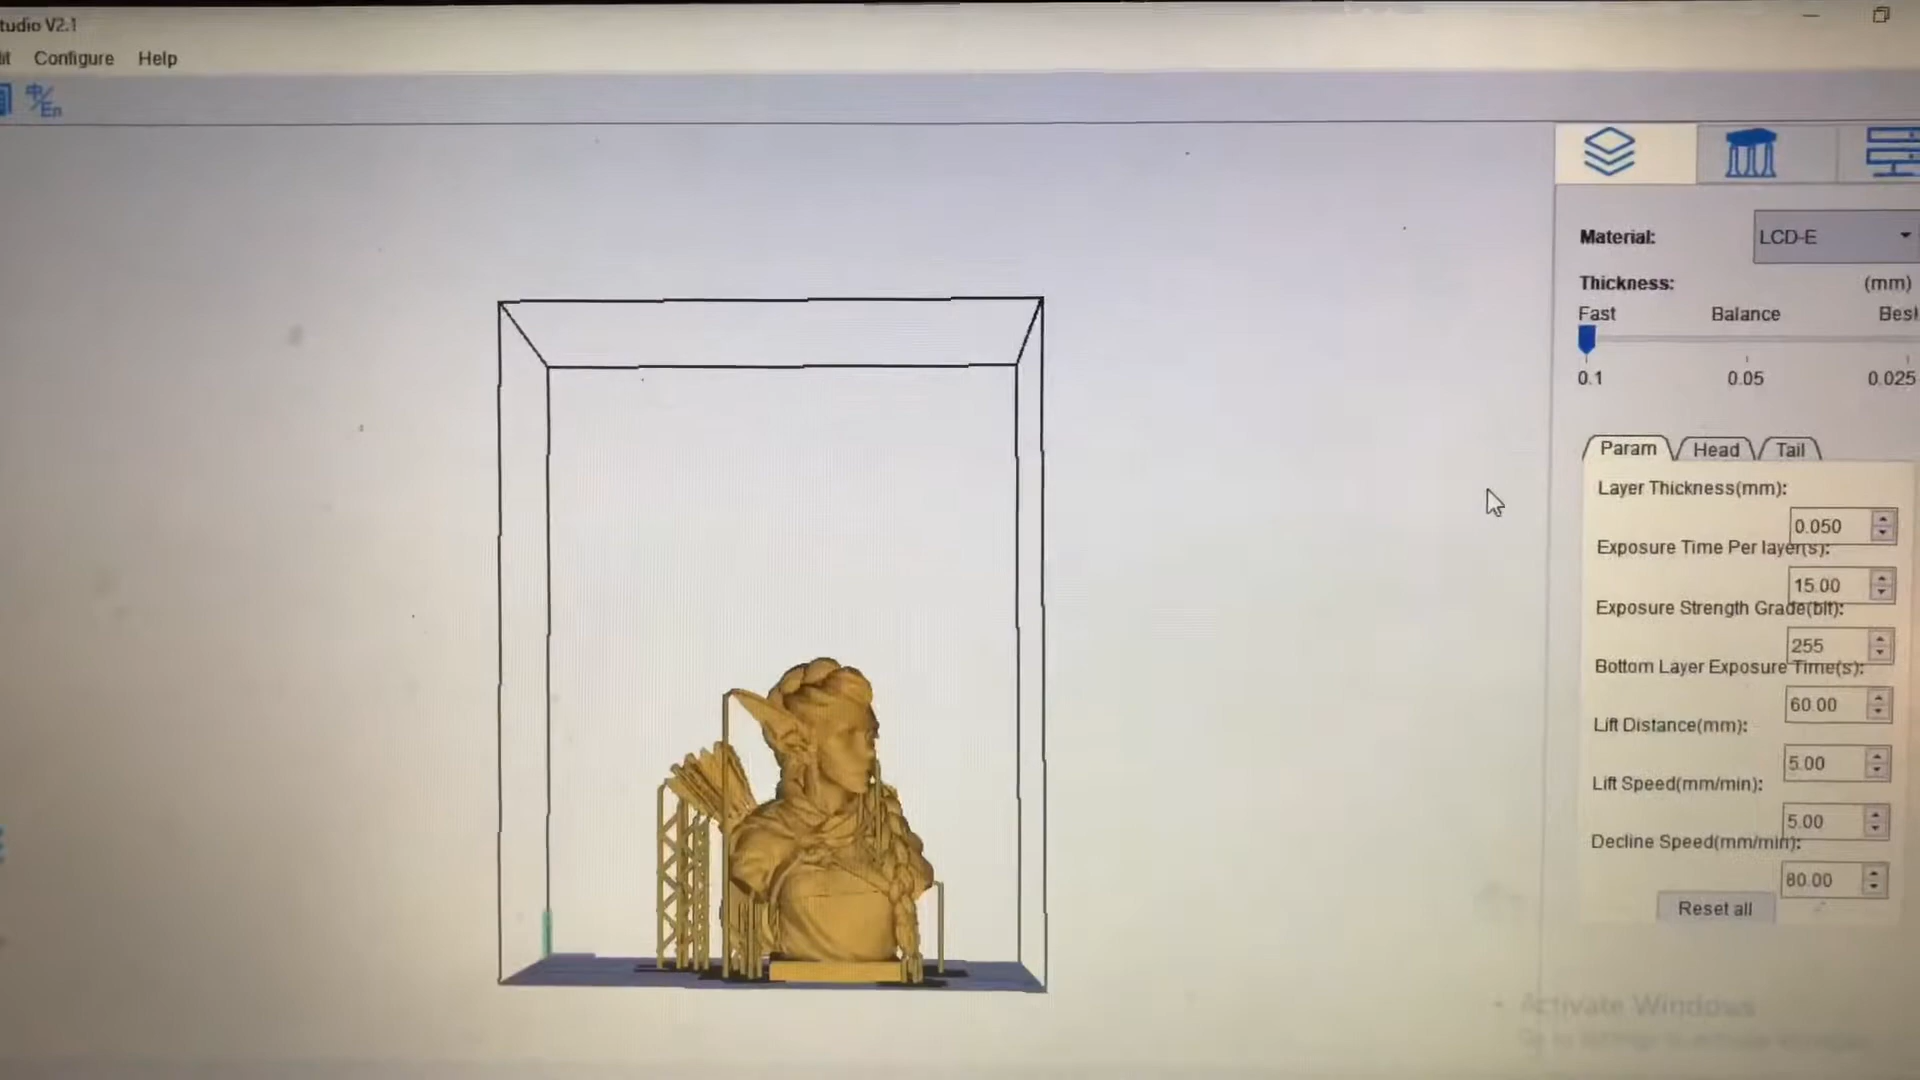 tudio V2.1
it Configure Help
中/En
Material: LCD-E
Thickness: (mm)
Fast Balance Best
0.1 0.05 0.025
Param Head Tail
Layer Thickness(mm):
0.050
Exposure Time Per layer(s):
15.00
Exposure Strength Grade(bit):
255
Bottom Layer Exposure Time(s):
60.00
Lift Distance(mm):
5.00
Lift Speed(mm/min):
5.00
Decline Speed(mm/min):
80.00
Reset all
Activate Windows